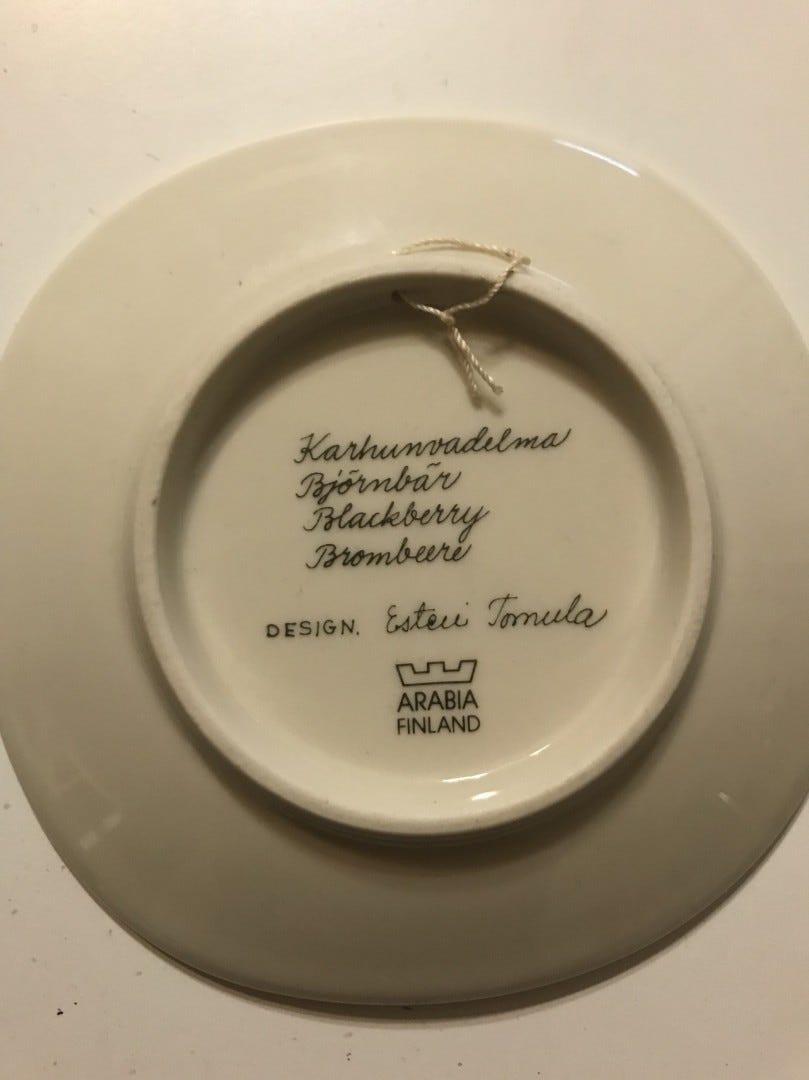 Karhunvadelma
Björnbär
Blackberry
Brombeere
DESIGN. Esteri Tomula
ARABIA
FINLAND